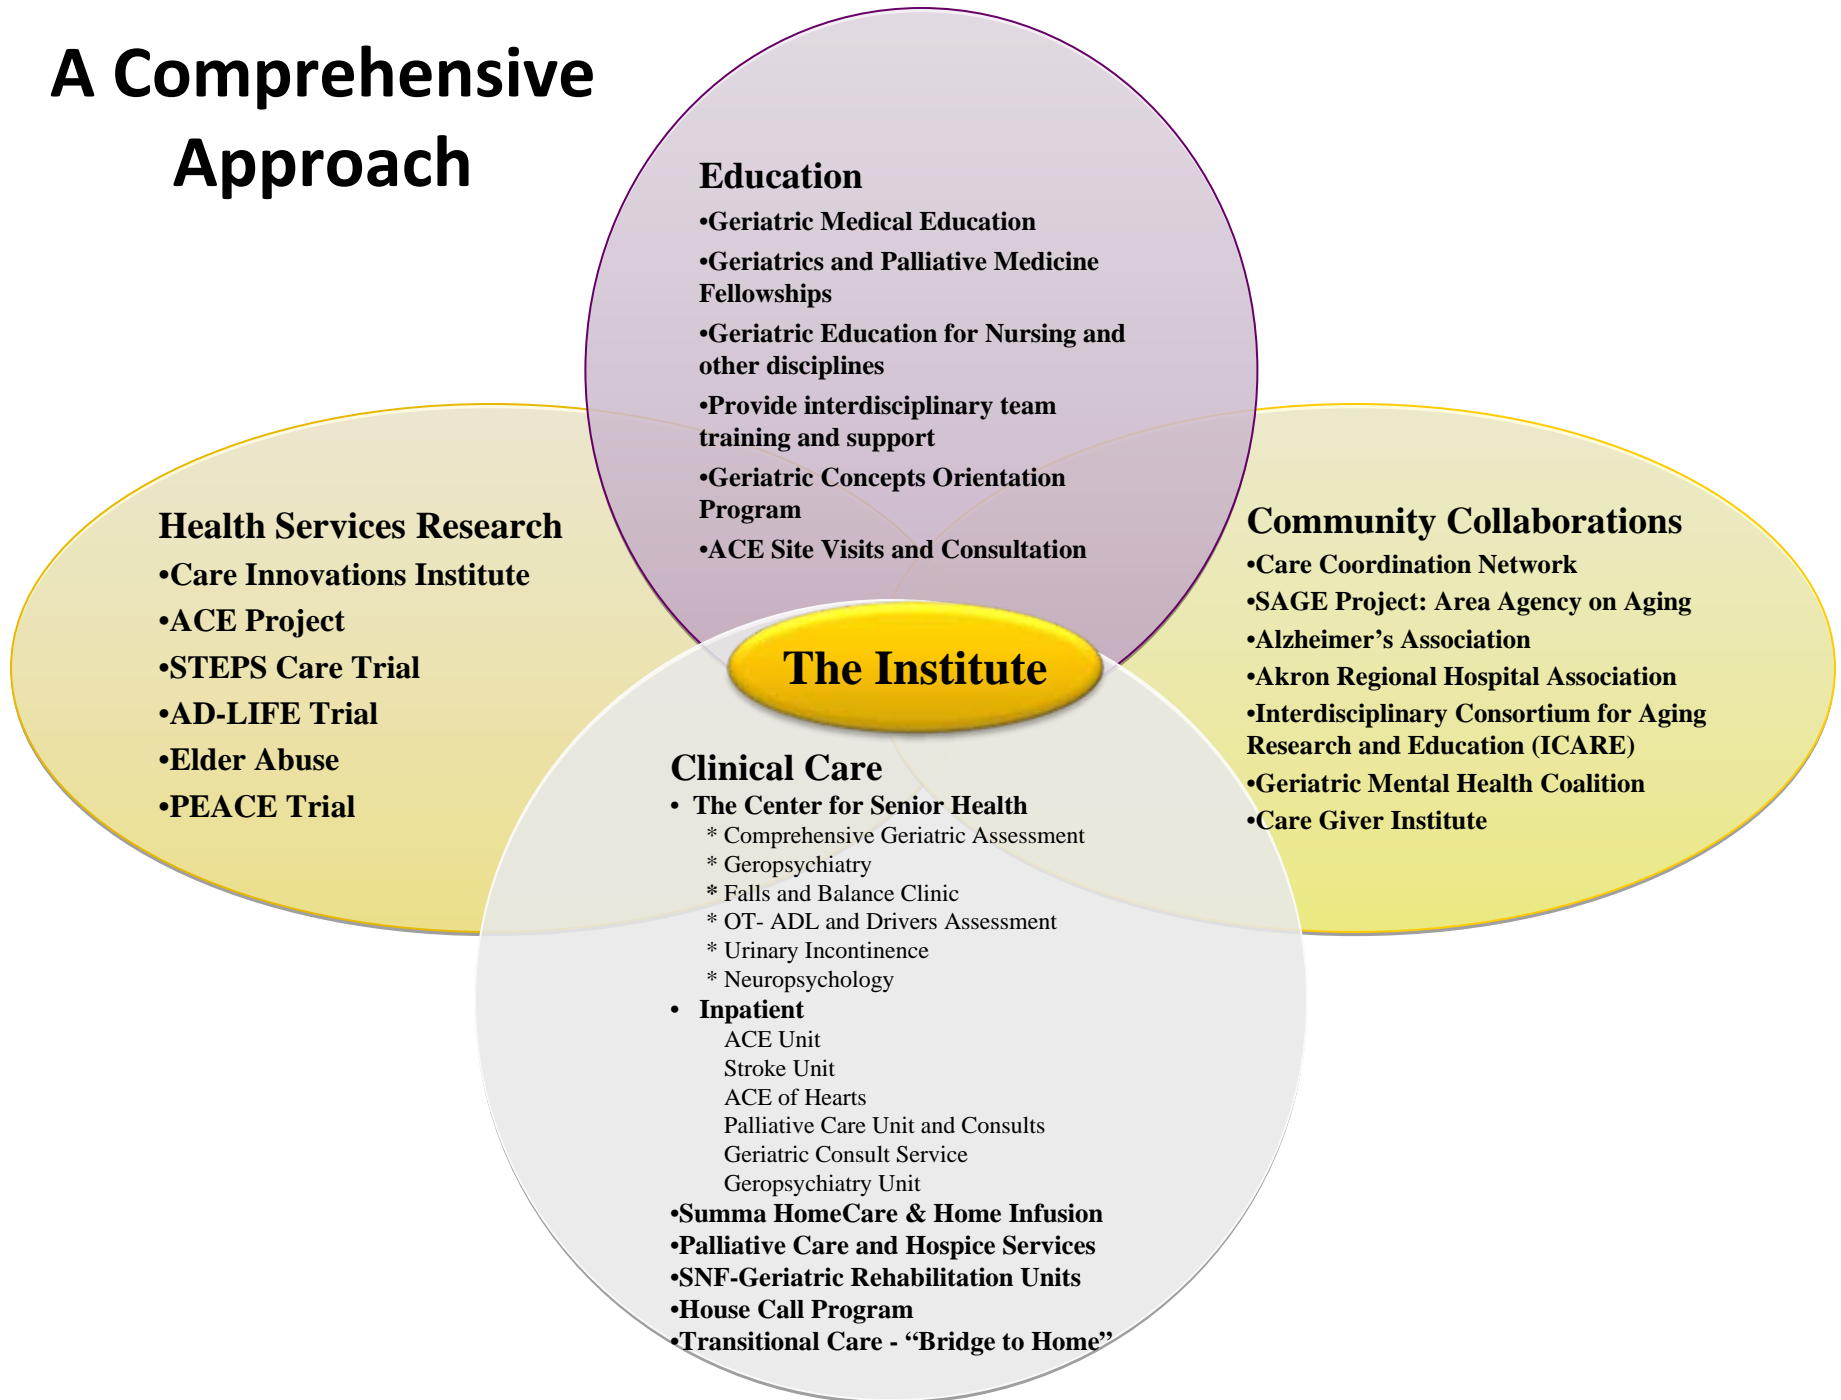 A Comprehensive
Approach
Education
•Geriatric Medical Education
•Geriatrics and Palliative Medicine
Fellowships
•Geriatric Education for Nursing and
other disciplines
•Provide interdisciplinary team
training and support
•Geriatric Concepts Orientation
Program
•ACE Site Visits and Consultation
Health Services Research
•Care Innovations Institute
•ACE Project
•STEPS Care Trial
•AD-LIFE Trial
•Elder Abuse
•PEACE Trial
Community Collaborations
•Care Coordination Network
•SAGE Project: Area Agency on Aging
•Alzheimer’s Association
•Akron Regional Hospital Association
•Interdisciplinary Consortium for Aging
Research and Education (ICARE)
•Geriatric Mental Health Coalition
•Care Giver Institute
The Institute
Clinical Care
• The Center for Senior Health
* Comprehensive Geriatric Assessment
* Geropsychiatry
* Falls and Balance Clinic
* OT- ADL and Drivers Assessment
* Urinary Incontinence
* Neuropsychology
• Inpatient
ACE Unit
Stroke Unit
ACE of Hearts
Palliative Care Unit and Consults
Geriatric Consult Service
Geropsychiatry Unit
•Summa HomeCare & Home Infusion
•Palliative Care and Hospice Services
•SNF-Geriatric Rehabilitation Units
•House Call Program
•Transitional Care - “Bridge to Home”